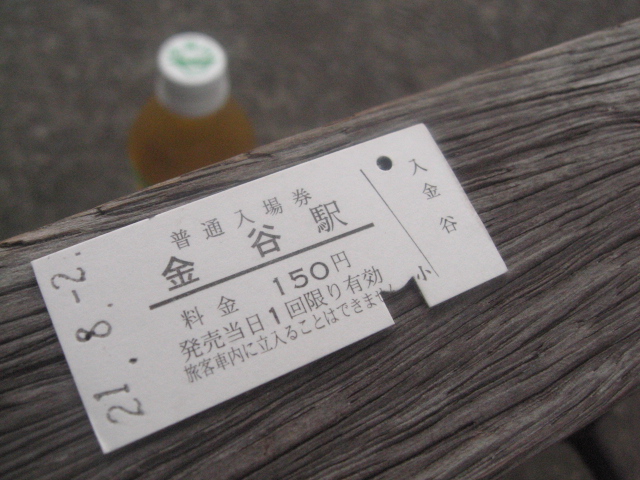 21.8.-2.
普通入場券
金谷駅
料金 150円
発売当日1回限り有効
旅客車内に立入ることはできません
入
金谷
小